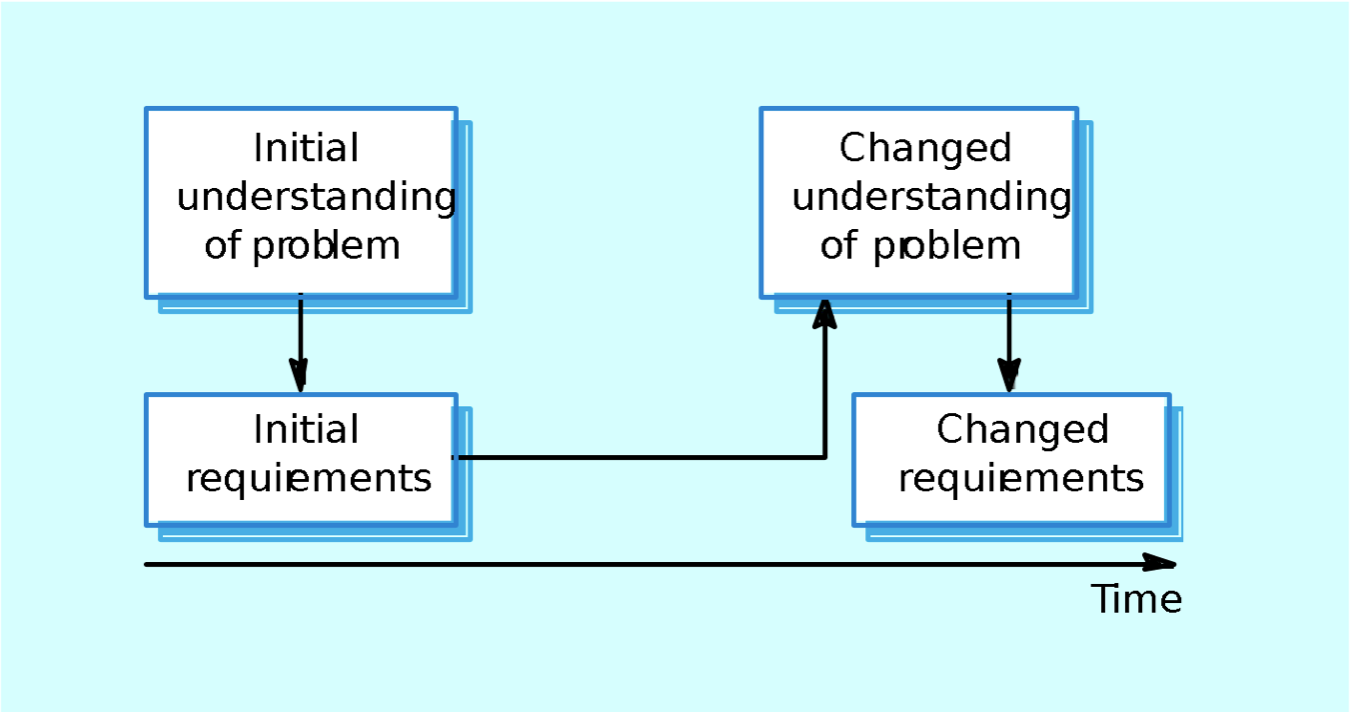 Initial
understanding
of problem
Changed
understanding
of problem
Initial
requirements
Changed
requirements
Time